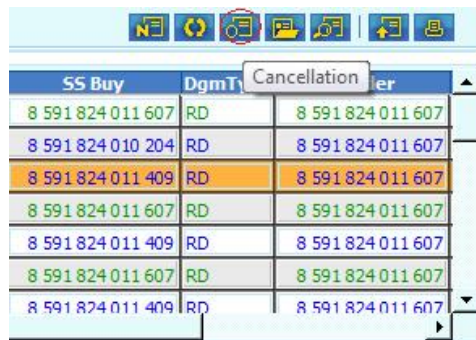 N
Cancellation
SS Buy DgmTy er
8 591 824 011 607 RD 8 591 824 011 607
8 591 824 010 204 RD 8 591 824 011 607
8 591 824 011 409 RD 8 591 824 011 607
8 591 824 011 607 RD 8 591 824 011 607
8 591 824 011 409 RD 8 591 824 011 607
8 591 824 011 607 RD 8 591 824 011 607
8 591 824 011 409 RD 8 591 824 011 607